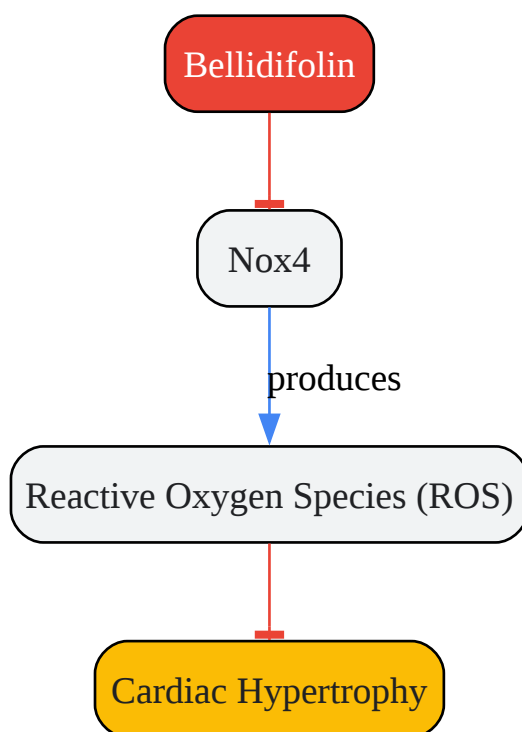 Bellidifolin
Nox4
produces
Reactive Oxygen Species (ROS)
Cardiac Hypertrophy